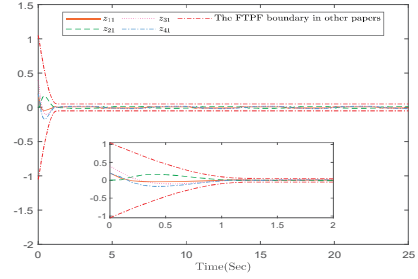 1.5
z₁₁ z₃₁ The FTPF boundary in other papers
z₂₁ z₄₁
1
0.5
0
-0.5
-1
-1.5
-2
1
0.5
0
-0.5
-1
0 0.5 1 1.5 2
0 5 10 15 20 25
Time(Sec)